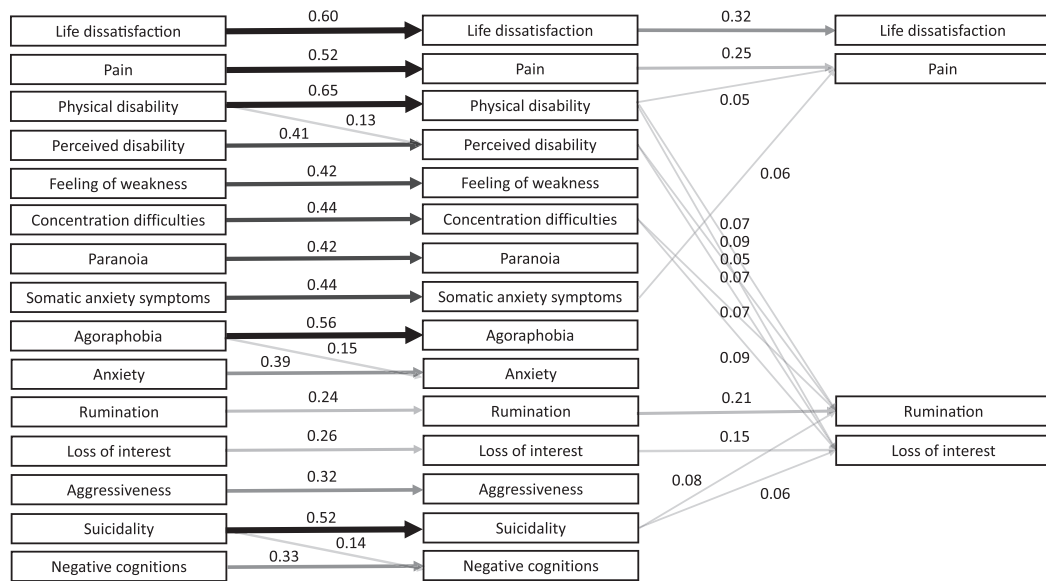 Life dissatisfaction 0.60 Life dissatisfaction 0.32 Life dissatisfaction
Pain 0.52 Pain 0.25 Pain
Physical disability 0.65 Physical disability 0.05
0.13
Perceived disability 0.41 Perceived disability
0.06
Feeling of weakness 0.42 Feeling of weakness
Concentration difficulties 0.44 Concentration difficulties
0.07
0.09
Paranoia 0.42 Paranoia 0.05
0.07
Somatic anxiety symptoms 0.44 Somatic anxiety symptoms
0.07
Agoraphobia 0.56 Agoraphobia
0.15 0.09
Anxiety 0.39 Anxiety
Rumination 0.24 Rumination 0.21 Rumination
Loss of interest 0.26 Loss of interest 0.15 Loss of interest
Aggressiveness 0.32 Aggressiveness 0.08 0.06
Suicidality 0.52 Suicidality
0.14
Negative cognitions 0.33 Negative cognitions